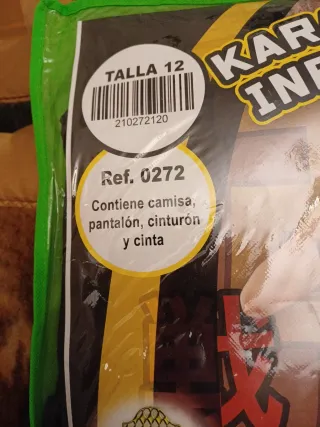 TALLA 12
210272120
KAR
INF
Ref. 0272
Contiene camisa,
pantalón, cinturón
y cinta